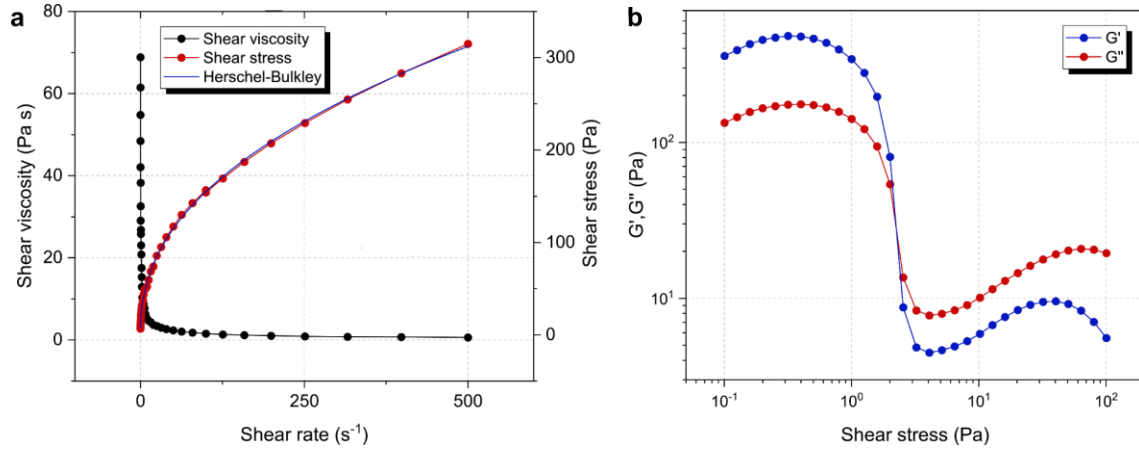 a
Shear viscosity (Pa s)
80
60
40
20
0
Shear viscosity
Shear stress
Herschel-Bulkley
300
200
100
0
Shear stress (Pa)
0
250
500
Shear rate (s⁻¹)
b
G',G'' (Pa)
10²
10¹
G'
G''
10⁻¹
10⁰
10¹
10²
Shear stress (Pa)